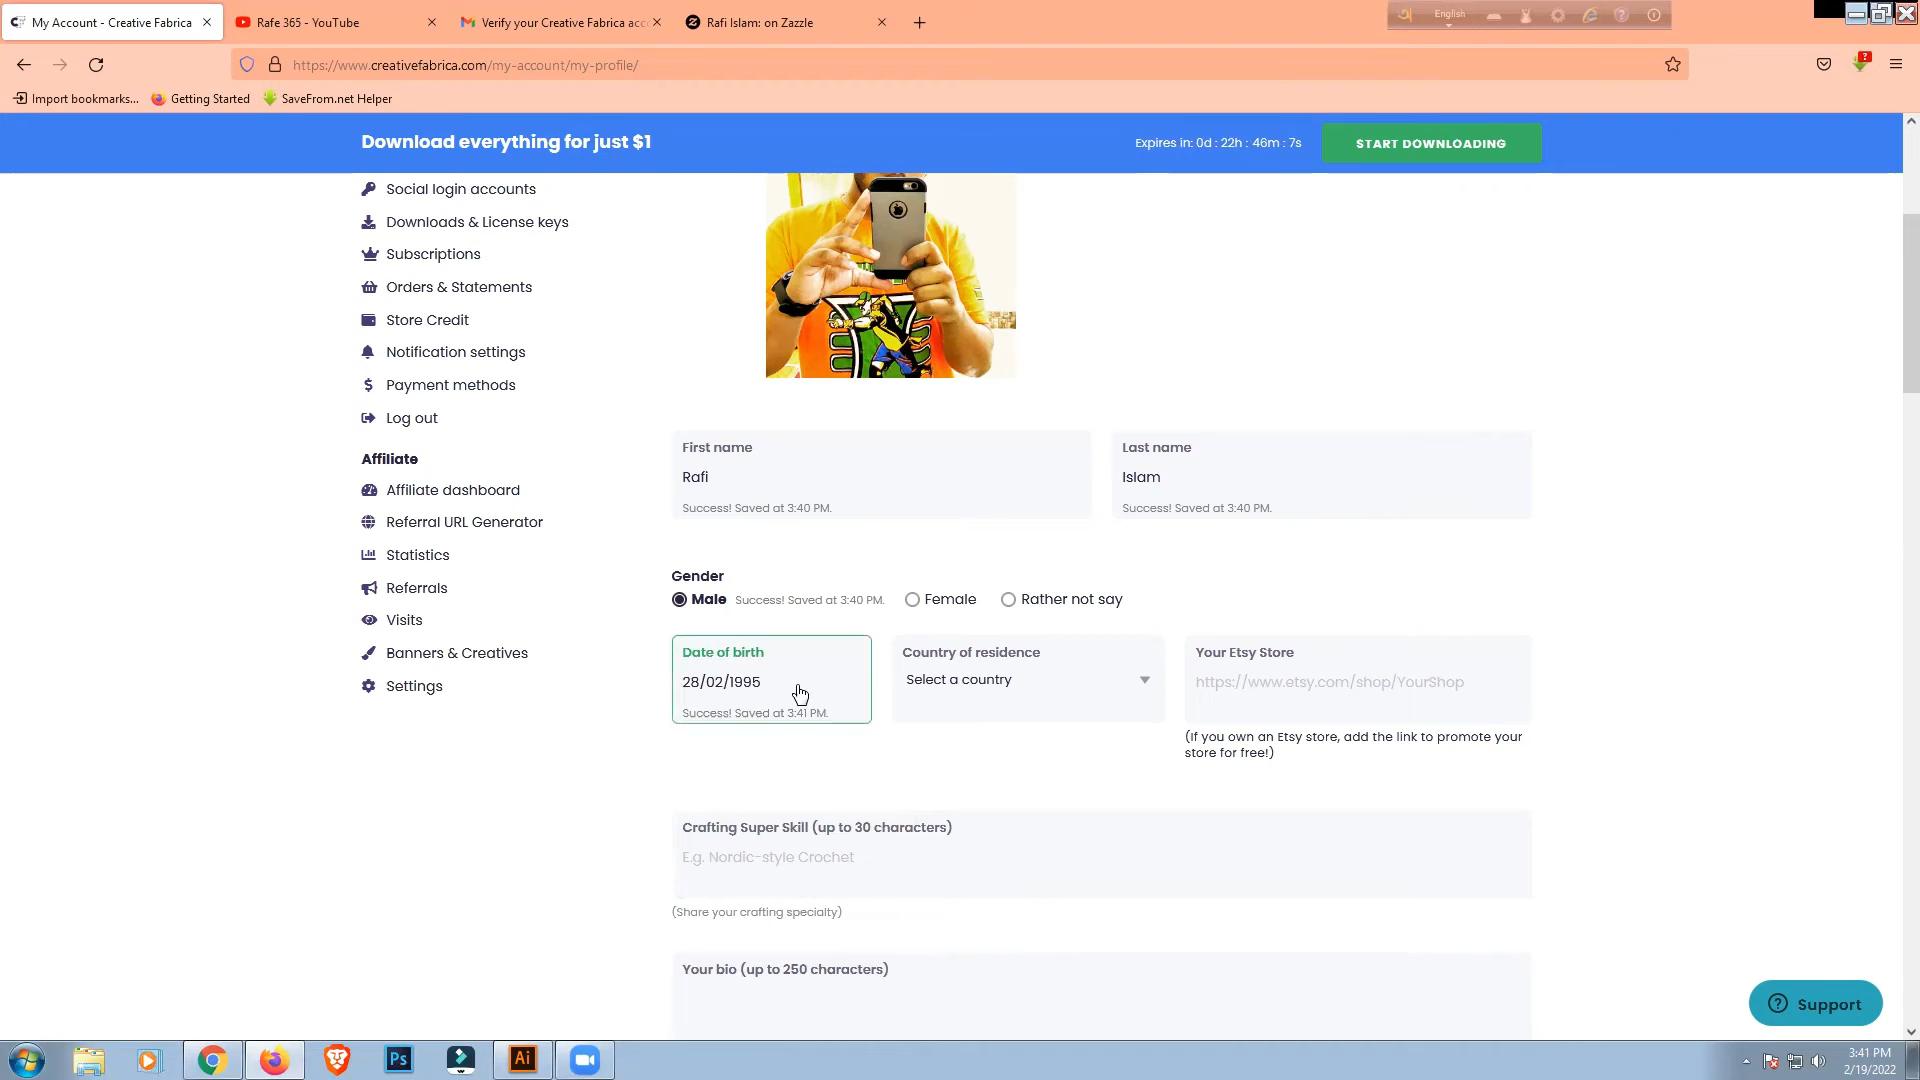 My Account - Creative Fabrica
Rafe 365 - YouTube
Verify your Creative Fabrica acc
Rafi Islam: on Zazzle
English
https://www.creativefabrica.com/my-account/my-profile/
Import bookmarks...
Getting Started
SaveFrom.net Helper
Download everything for just $1
Expires in: 0d : 22h : 46m : 7s
START DOWNLOADING
Social login accounts
Downloads & License keys
Subscriptions
Orders & Statements
Store Credit
Notification settings
Payment methods
Log out
Affiliate
Affiliate dashboard
Referral URL Generator
Statistics
Referrals
Visits
Banners & Creatives
Settings
First name
Rafi
Success! Saved at 3:40 PM.
Last name
Islam
Success! Saved at 3:40 PM.
Gender
Male Success! Saved at 3:40 PM. Female Rather not say
Date of birth
28/02/1995
Success! Saved at 3:41 PM.
Country of residence
Select a country
Your Etsy Store
https://www.etsy.com/shop/YourShop
(If you own an Etsy store, add the link to promote your
store for free!)
Crafting Super Skill (up to 30 characters)
E.g. Nordic-style Crochet
(Share your crafting specialty)
Your bio (up to 250 characters)
Support
Ps
Ai
3:41 PM
2/19/2022